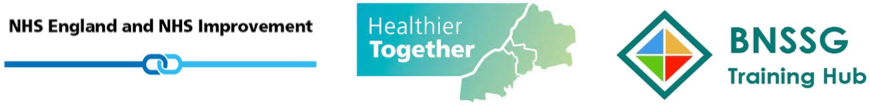 NHS England and NHS Improvement
Healthier
Together
BNSSG
Training Hub